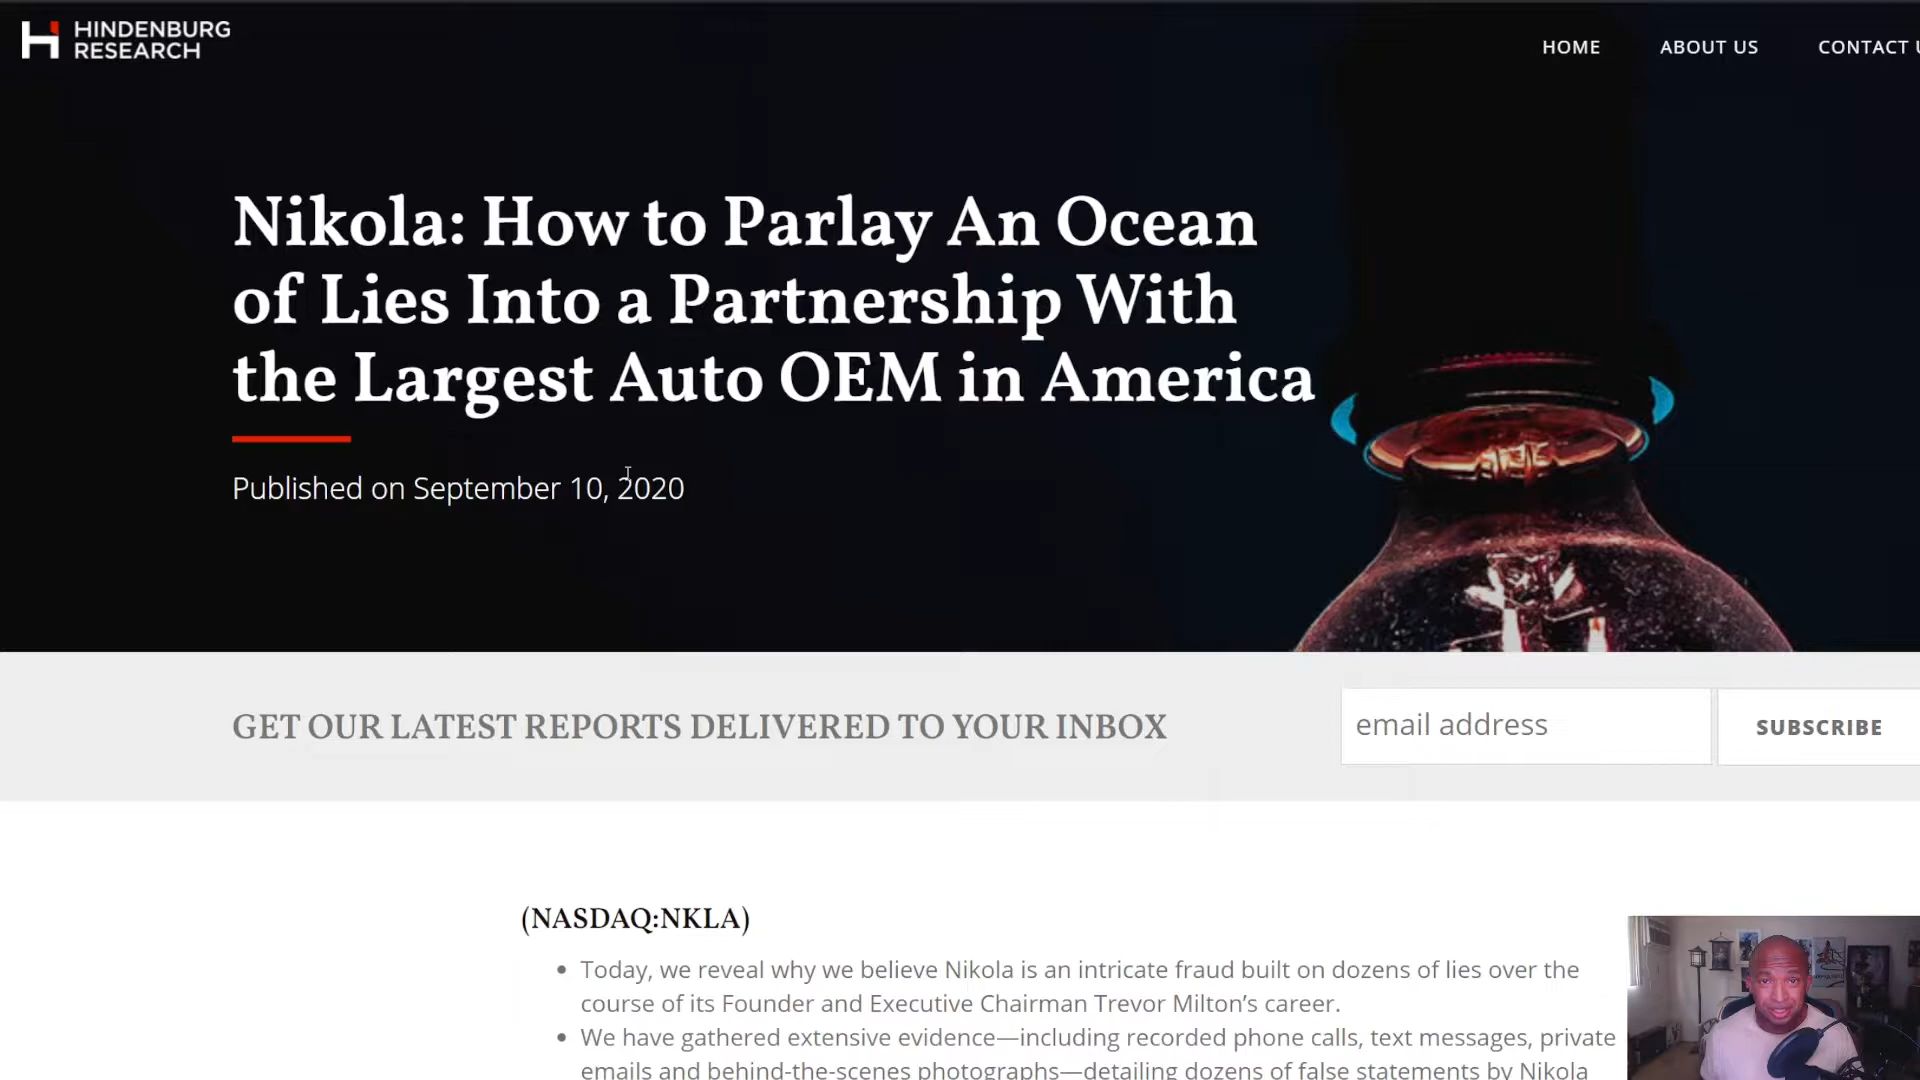 HINDENBURG
RESEARCH
HOME
ABOUT US
CONTACT
Nikola: How to Parlay An Ocean
of Lies Into a Partnership With
the Largest Auto OEM in America
Published on September 10, 2020
GET OUR LATEST REPORTS DELIVERED TO YOUR INBOX
email address
SUBSCRIBE
(NASDAQ:NKLA)
• Today, we reveal why we believe Nikola is an intricate fraud built on dozens of lies over the
course of its Founder and Executive Chairman Trevor Milton’s career.
• We have gathered extensive evidence—including recorded phone calls, text messages, private
emails and behind-the-scenes photographs—detailing dozens of false statements by Nikola